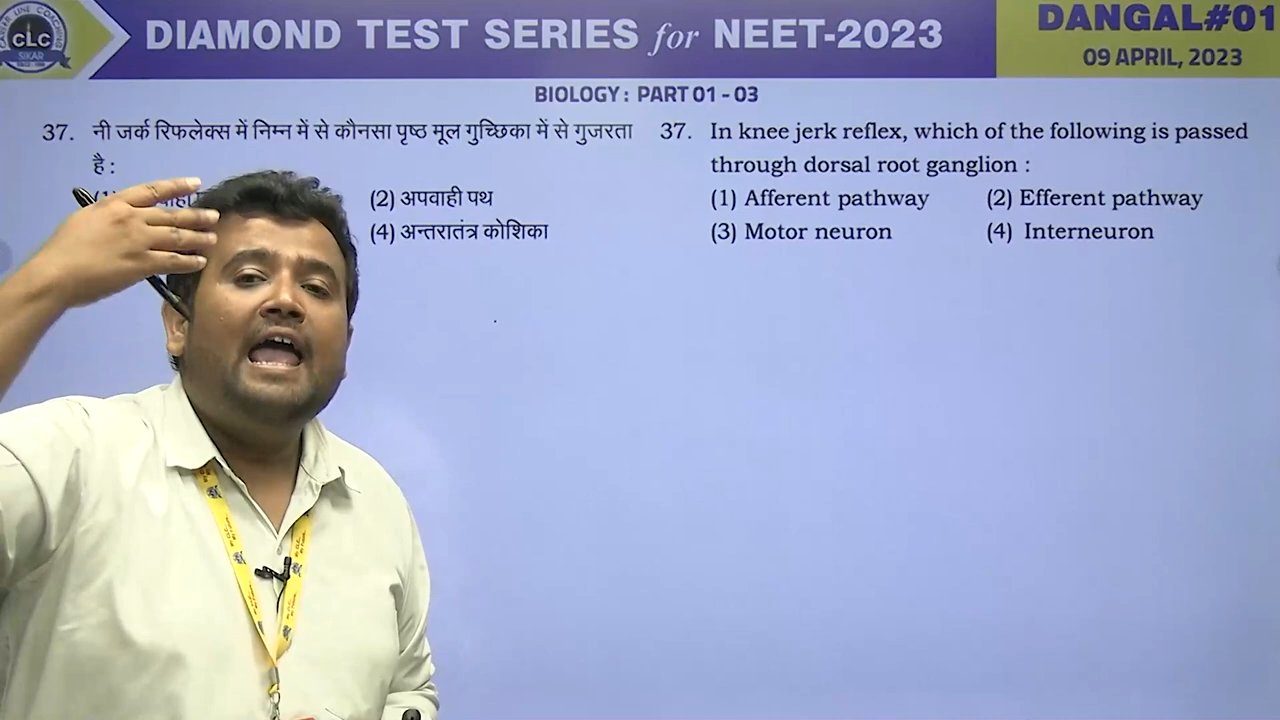 CLC
SIKAR
DIAMOND TEST SERIES for NEET-2023
DANGAL#01
09 APRIL, 2023
BIOLOGY : PART 01 - 03
37. नी जर्क रिफलेक्स में निम्न में से कौनसा पृष्ठ मूल गुच्छिका में से गुजरता
है :
(2) अपवाही पथ
(4) अन्तरातंत्र कोशिका
37. In knee jerk reflex, which of the following is passed
through dorsal root ganglion :
(1) Afferent pathway (2) Efferent pathway
(3) Motor neuron (4) Interneuron